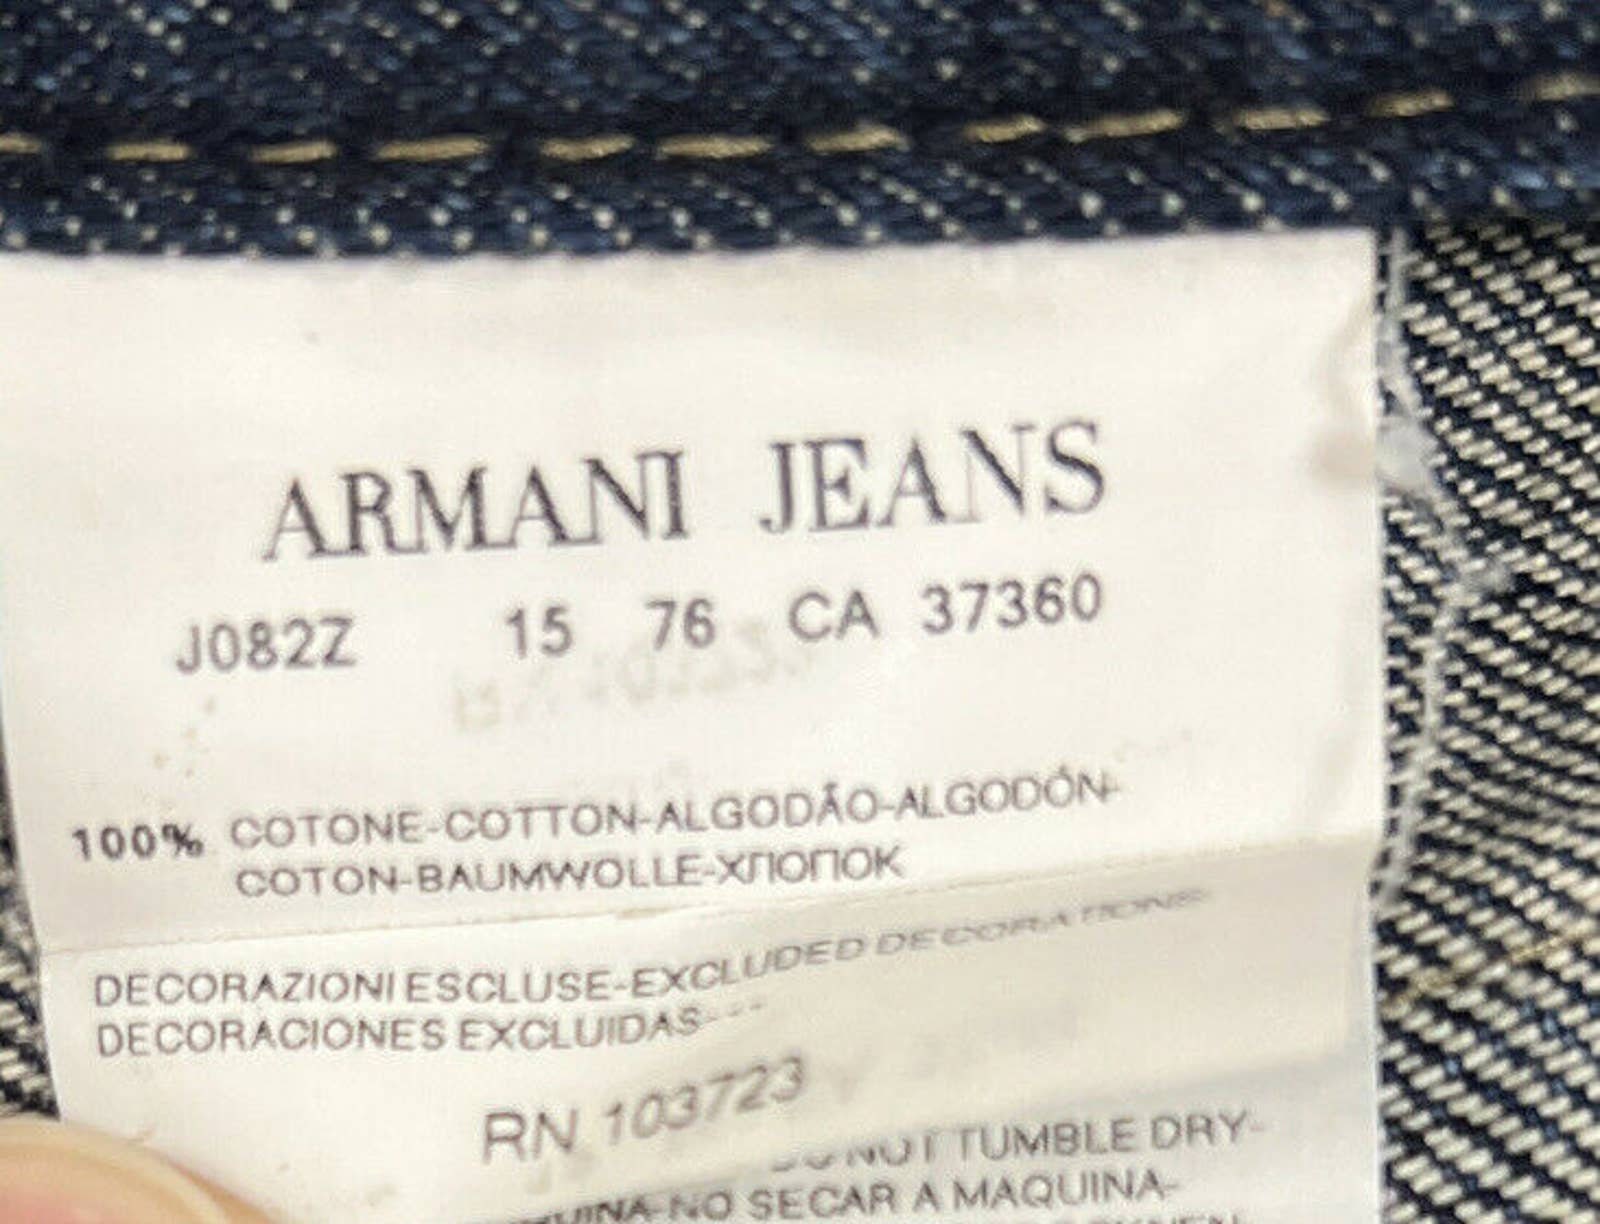 ARMANI JEANS
J082Z 15 76 CA 37360
100% COTONE-COTTON-ALGODÃO-ALGODÓN-
COTON-BAUMWOLLE-ХЛОПОК
DECORAZIONI ESCLUSE-EXCLUDED DECORATIONS-
DECORACIONES EXCLUIDAS---
RN 103723
DO NOT TUMBLE DRY-
NO SECAR A MAQUINA-